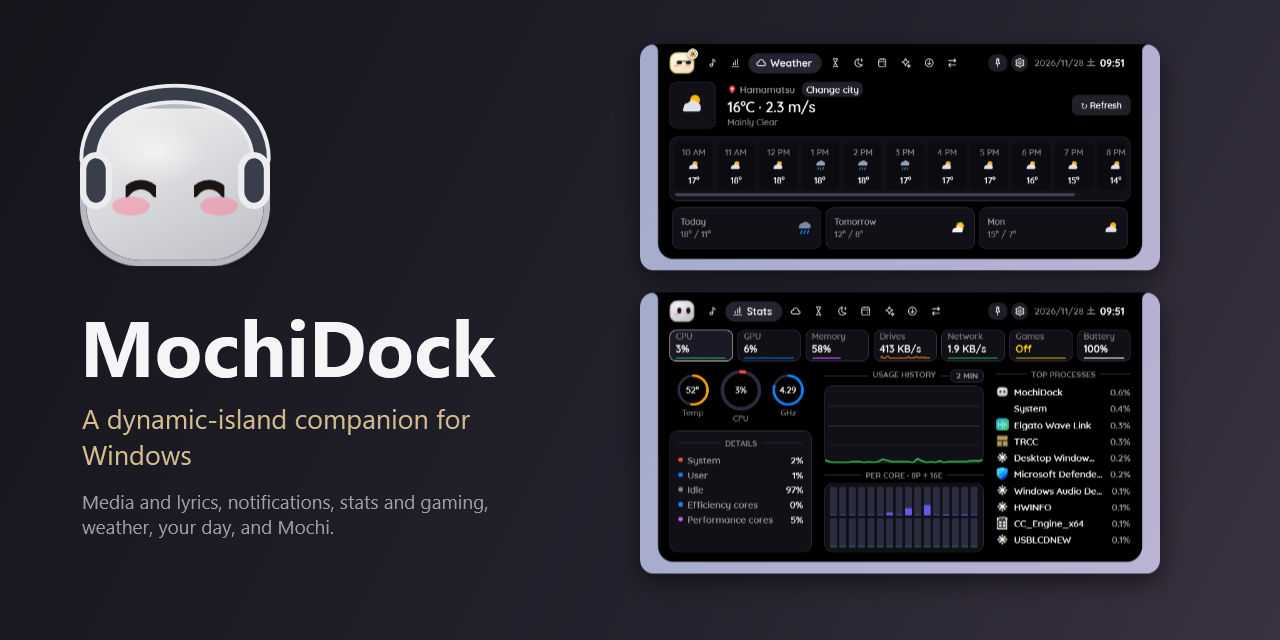 MochiDock
A dynamic-island companion for
Windows
Media and lyrics, notifications, stats and gaming,
weather, your day, and Mochi.
Weather
2026/11/28 土 09:51
Hamamatsu Change city
16°C · 2.3 m/s
Mainly Clear
↻ Refresh
10 AM 11 AM 12 PM 1 PM 2 PM 3 PM 4 PM 5 PM 6 PM 7 PM 8 PM
17° 18° 18° 18° 18° 17° 17° 17° 16° 15° 14°
Today
18° / 11°
Tomorrow
12° / 8°
Mon
15° / 7°
Stats
2026/11/28 土 09:51
CPU GPU Memory Drives Network Games Battery
3% 6% 58% 413 KB/s 1.9 KB/s Off 100%
52° 3% 4.29
Temp CPU GHz
DETAILS
System 2%
User 1%
Idle 97%
Efficiency cores 0%
Performance cores 5%
USAGE HISTORY 2 MIN
PER CORE · 8P + 16E
TOP PROCESSES
MochiDock 0.6%
System 0.4%
Elgato Wave Link 0.3%
TRCC 0.3%
Desktop Window... 0.2%
Microsoft Defende... 0.2%
Windows Audio De... 0.1%
HWiNFO 0.1%
CC_Engine_x64 0.1%
USBLCDNEW 0.1%